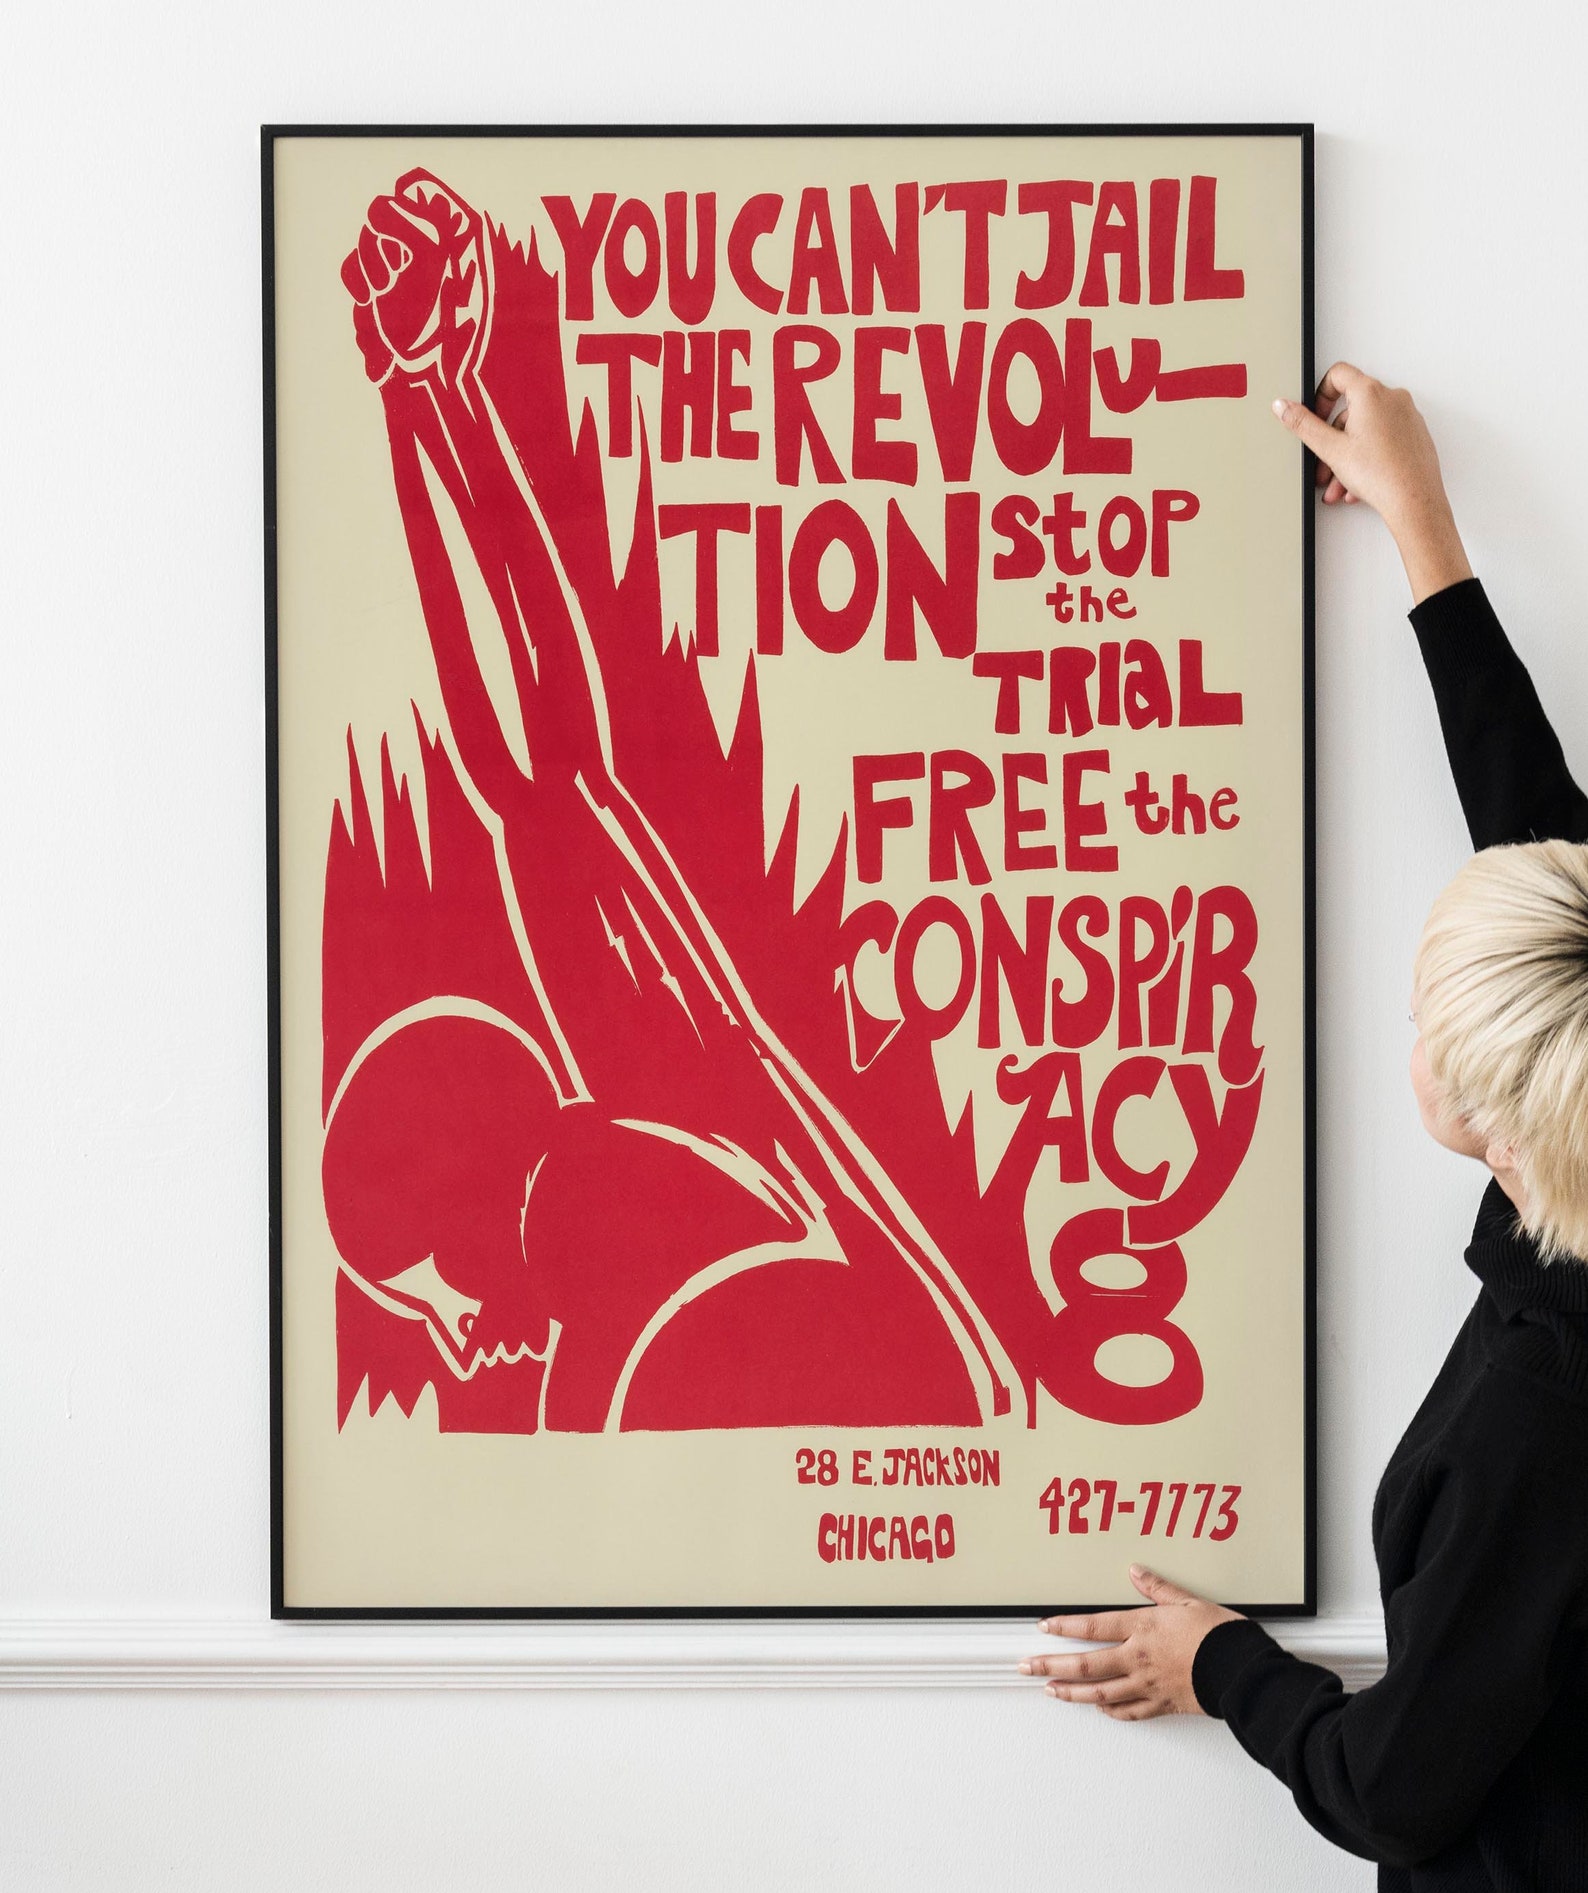 YOU CAN'T JAIL
THE REVOLU-
TION STOP
the
TRIAL
FREE the
CONSPIR
ACY
8
28 E. JACKSON
CHICAGO
427-7773